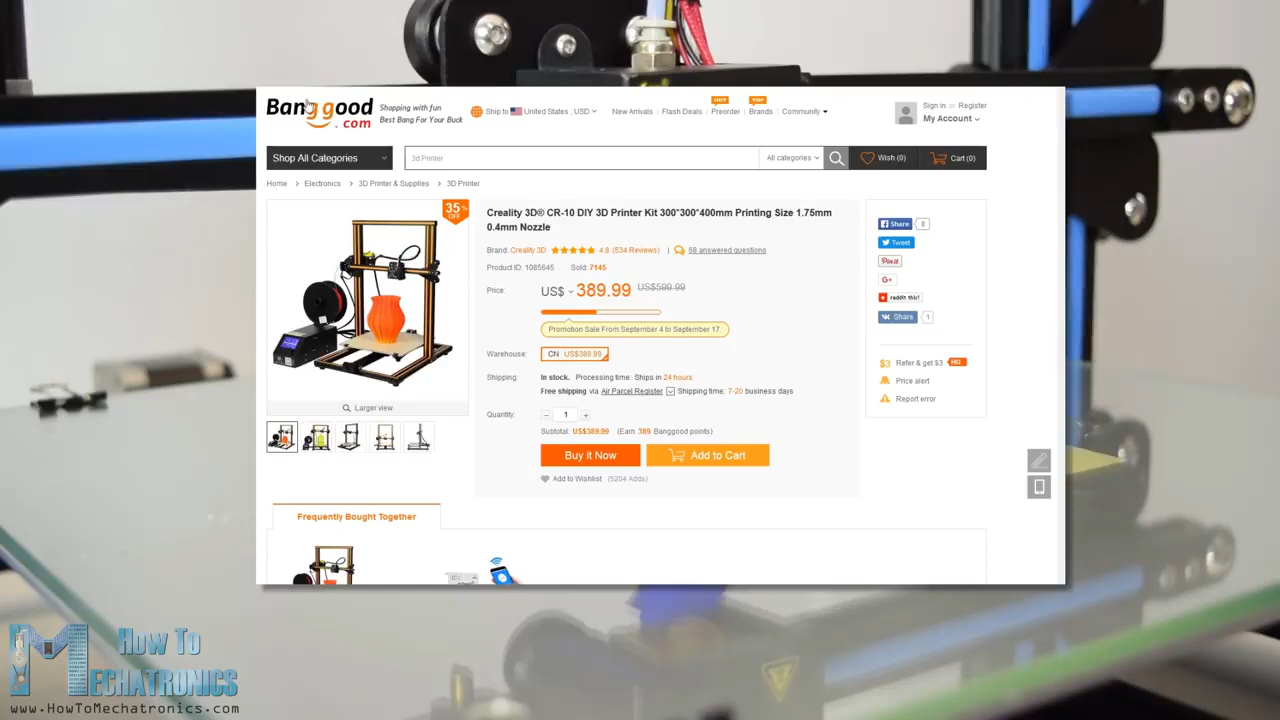 Banggood
.com
Shopping with fun
Best Bang For Your Buck
Ship to United States , USD
New Arrivals | Flash Deals | Preorder | Brands | Community
HOT
TOP
Sign in or Register
My Account
Shop All Categories
3d Printer
All categories
Wish (0)
Cart (0)
Home > Electronics > 3D Printer & Supplies > 3D Printer
35% OFF
Creality 3D® CR-10 DIY 3D Printer Kit 300*300*400mm Printing Size 1.75mm
0.4mm Nozzle
Brand: Creality 3D 4.8 (534 Reviews) | 68 answered questions
Product ID: 1085645 Sold: 7145
Price: US$ 389.99 US$599.99
Promotion Sale From September 4 to September 17.
Warehouse: CN US$389.99
Shipping: In stock. Processing time: Ships in 24 hours
Free shipping via Air Parcel Register Shipping time: 7-20 business days
Quantity: - 1 +
Subtotal: US$389.99 (Earn 389 Banggood points)
Buy it Now
Add to Cart
Add to Wishlist (5204 Adds)
Larger view
Share
Tweet
Pin it
G+
reddit this!
Share 1
$3 Refer & get $3 HOT
Price alert
Report error
Frequently Bought Together
How To
Mechatronics
www.HowToMechatronics.com